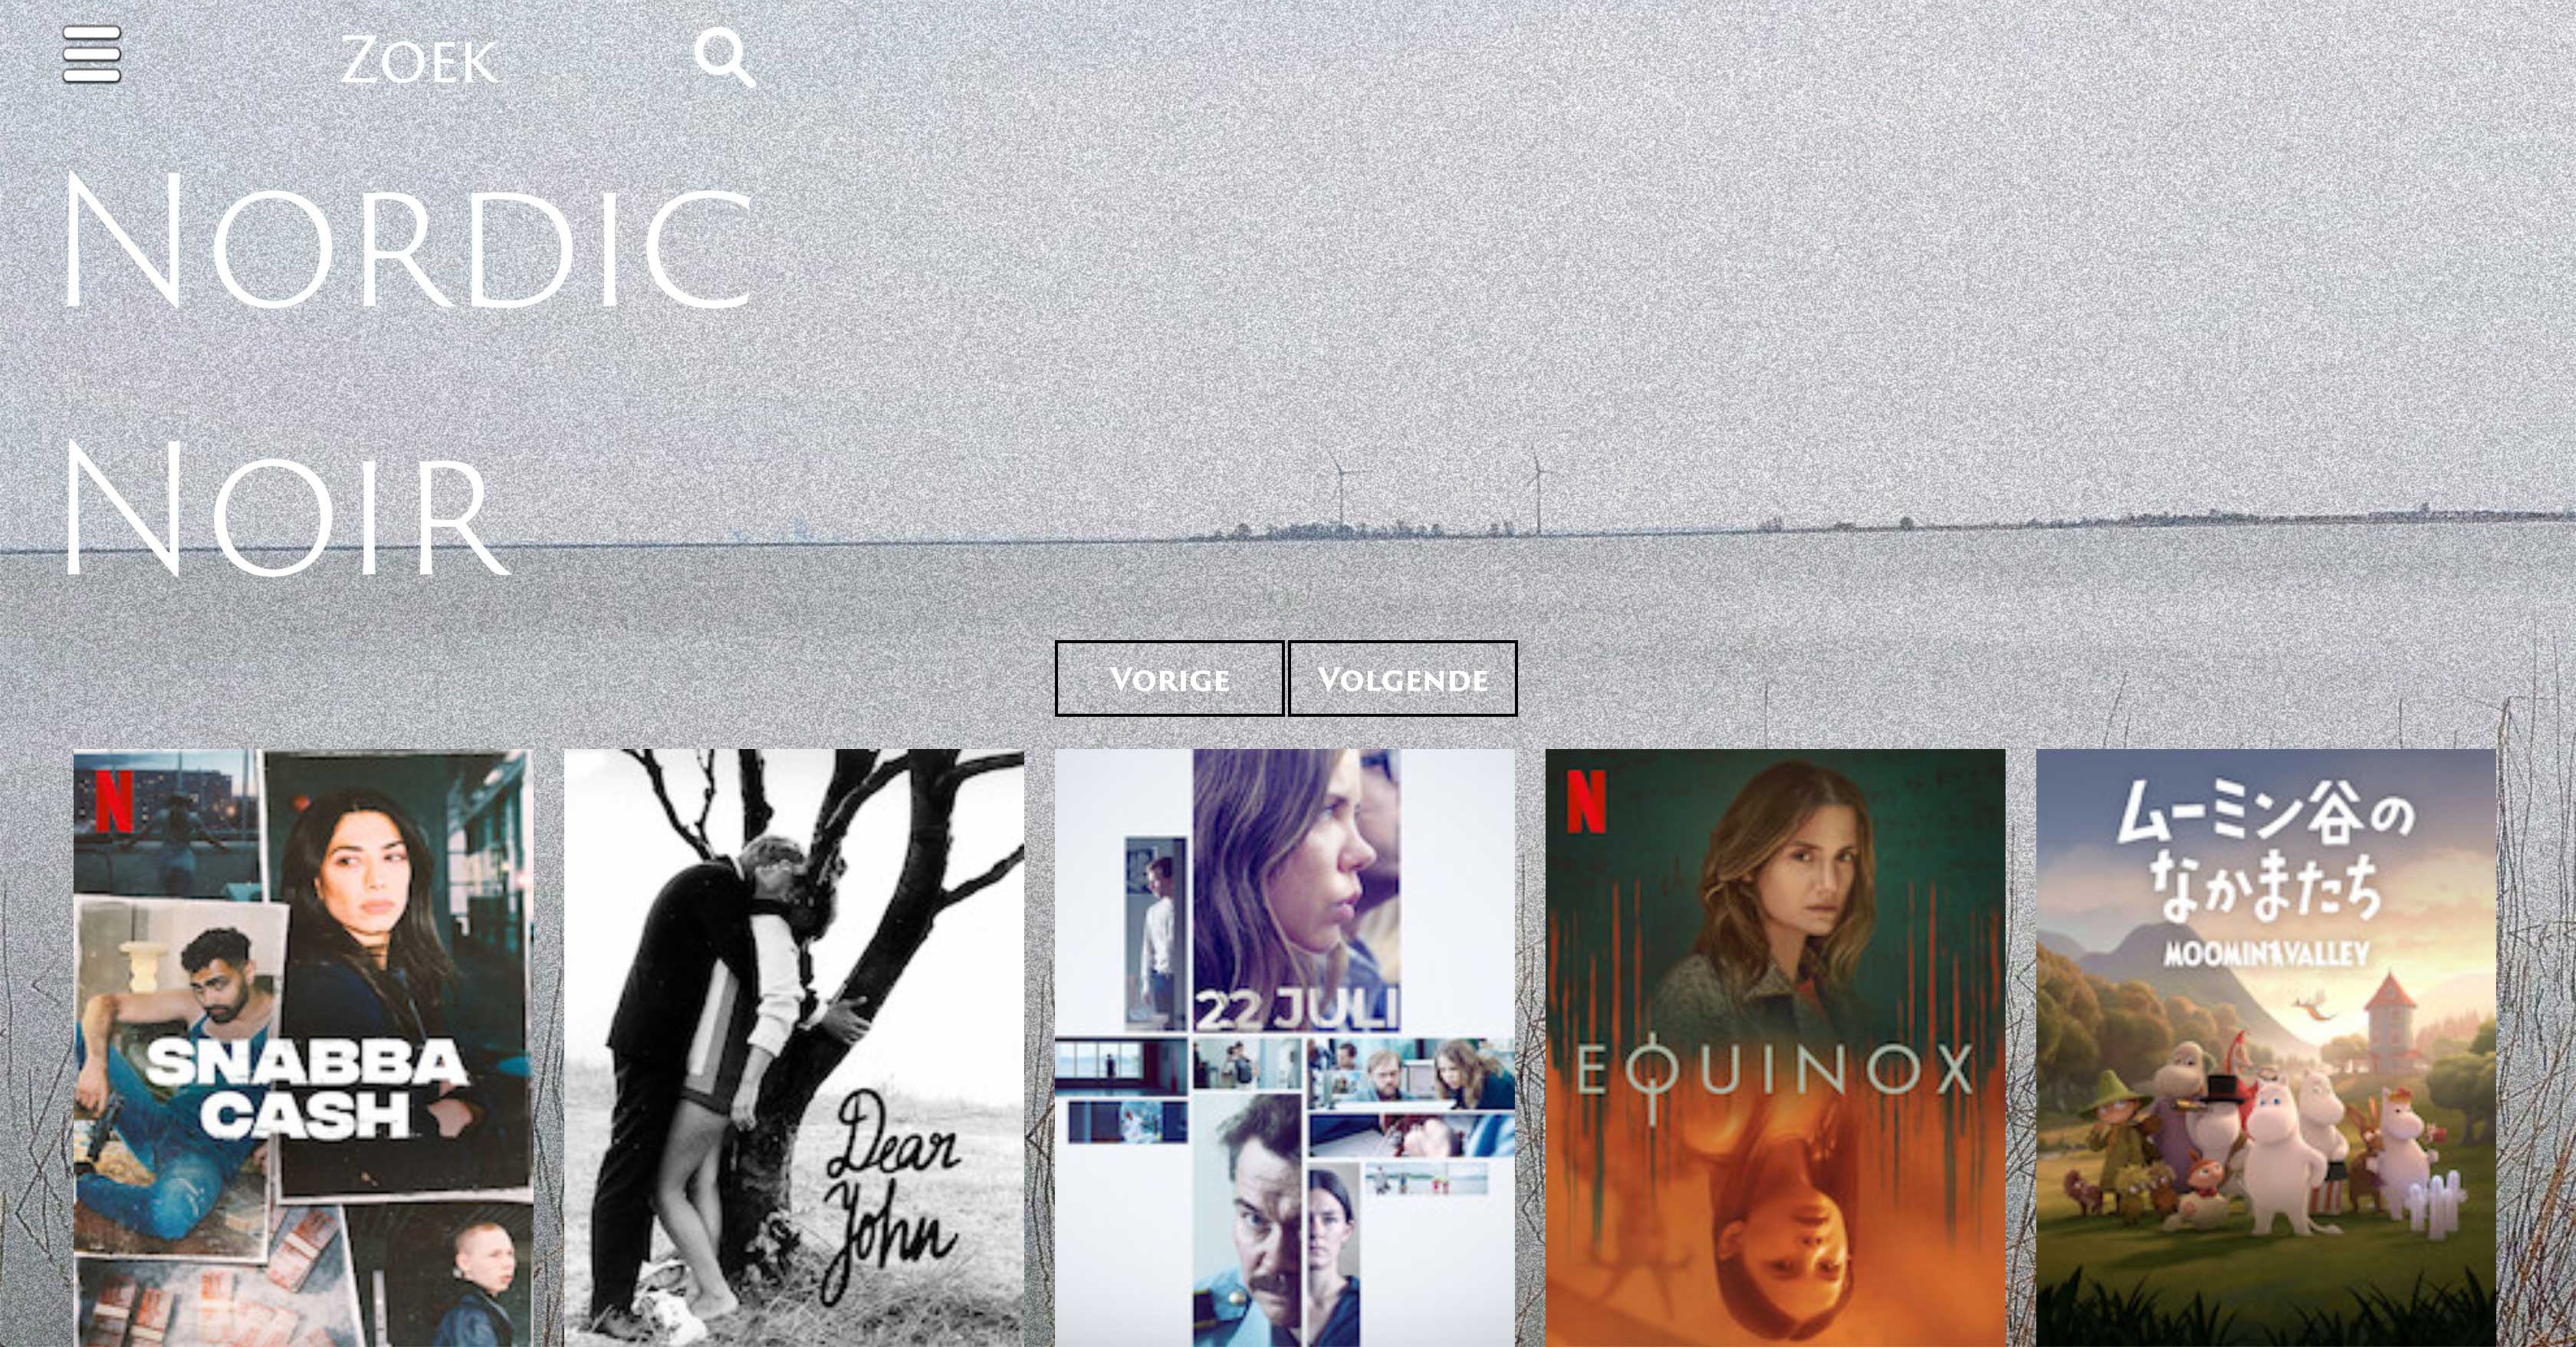 Zoek
Nordic
Noir
Vorige
Volgende
N
SNABBA
CASH
Dear
John
22 JULI
N
EQUINOX
ムーミン谷の
なかまたち
MOOMINVALLEY